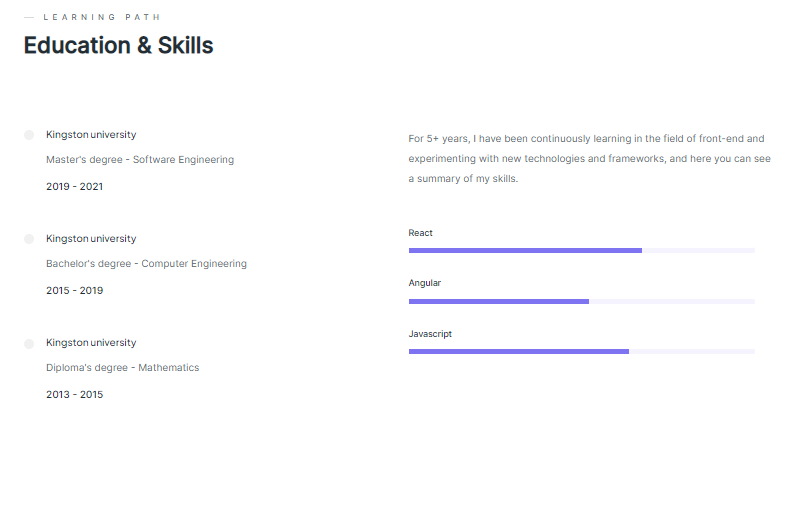 — LEARNING PATH
Education & Skills
Kingston university
Master's degree - Software Engineering
2019 - 2021
Kingston university
Bachelor's degree - Computer Engineering
2015 - 2019
Kingston university
Diploma's degree - Mathematics
2013 - 2015
For 5+ years, I have been continuously learning in the field of front-end and
experimenting with new technologies and frameworks, and here you can see
a summary of my skills.
React
Angular
Javascript